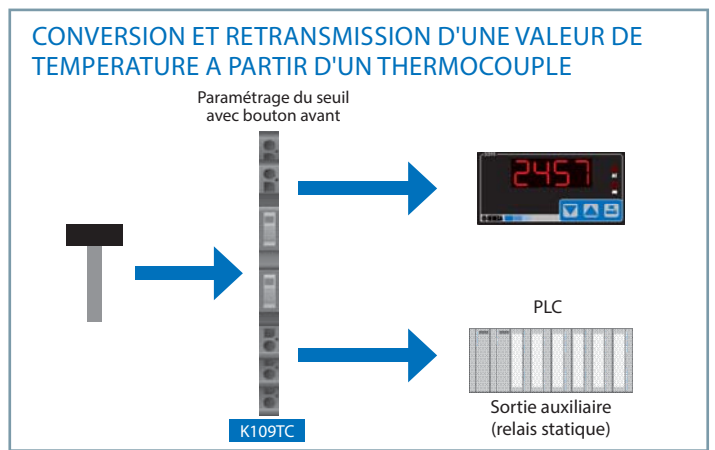 CONVERSION ET RETRANSMISSION D'UNE VALEUR DE
TEMPERATURE A PARTIR D'UN THERMOCOUPLE
Paramétrage du seuil
avec bouton avant
2457
PLC
K109TC
Sortie auxiliaire
(relais statique)